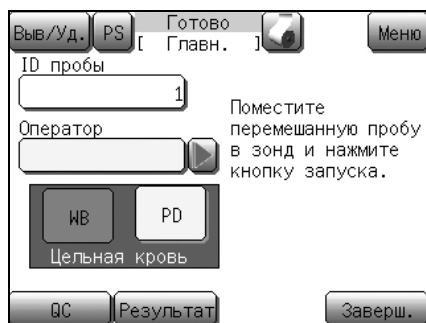 Выв/Уд. PS Готово Меню
[ Главн. ]
ID пробы
1
Оператор
Поместите
перемешанную пробу
в зонд и нажмите
кнопку запуска.
WB PD
Цельная кровь
QC Результат Заверш.